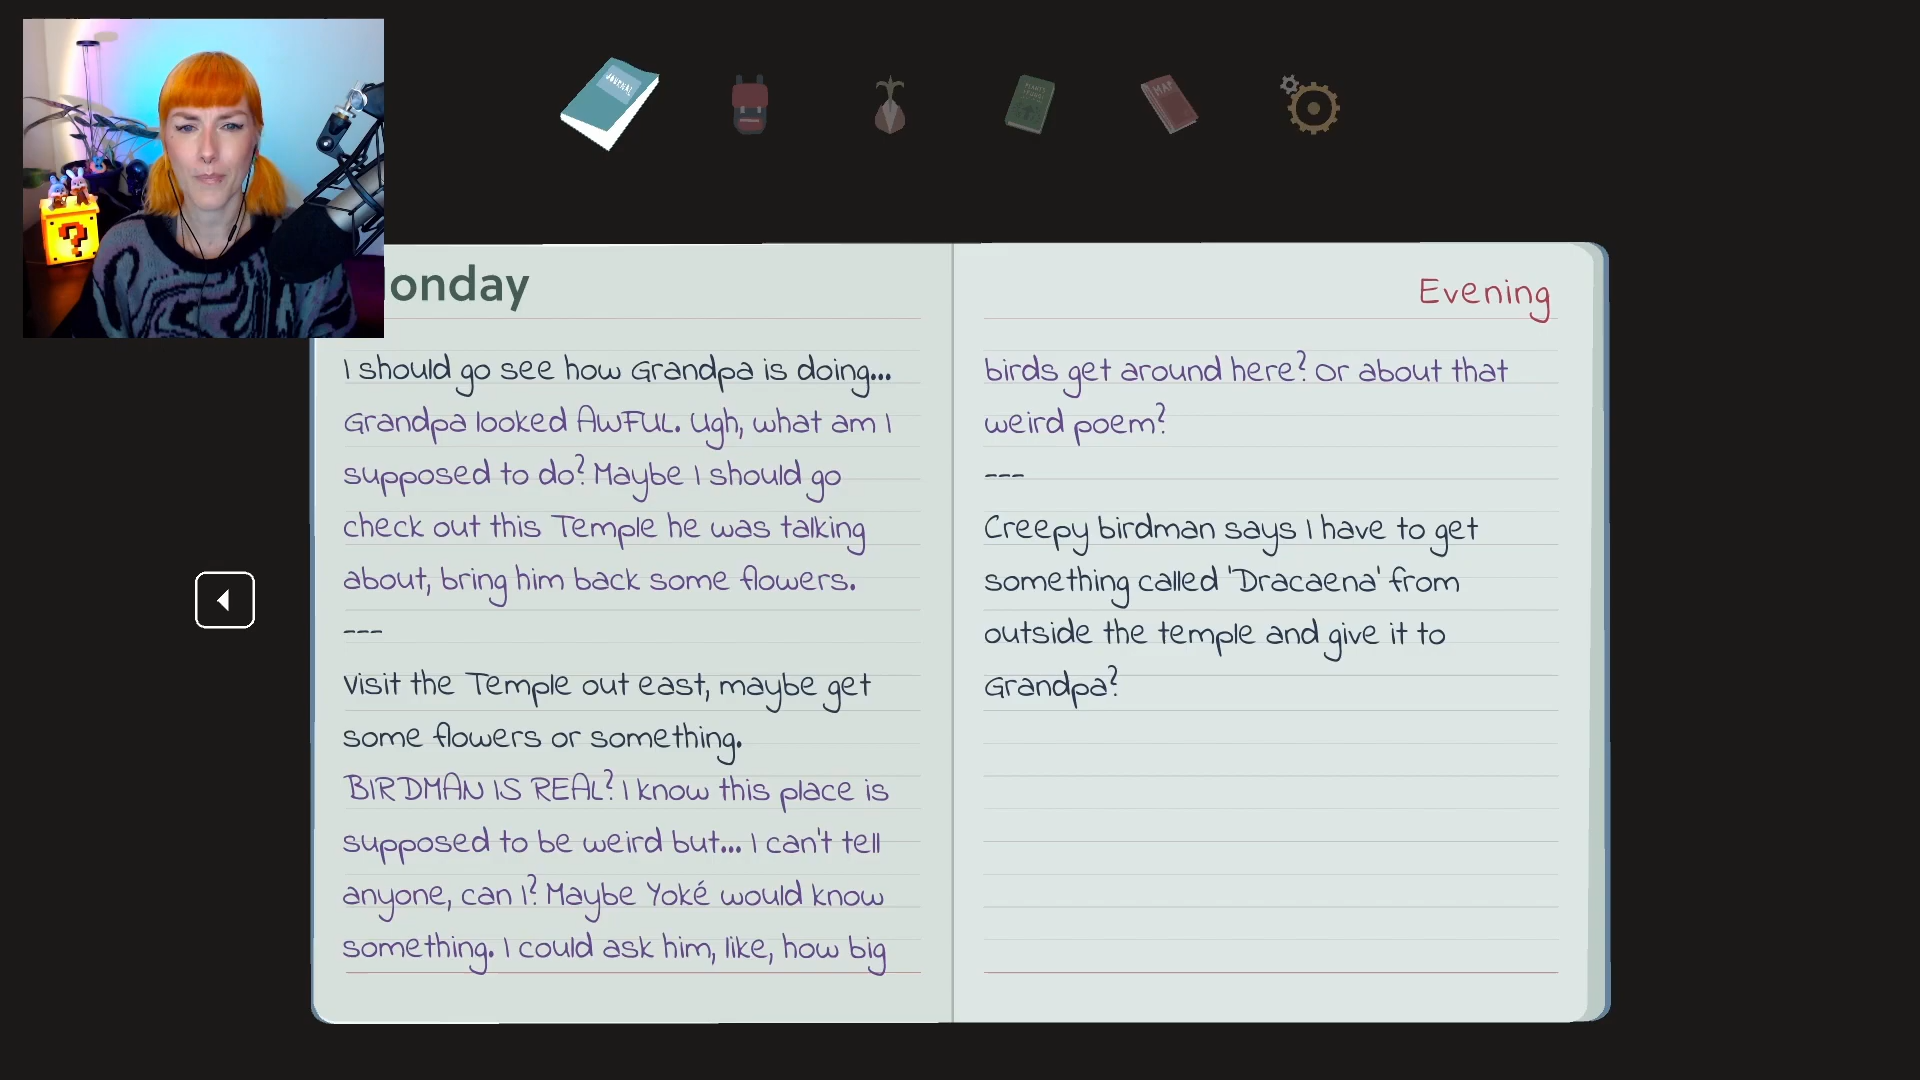 JOURNAL
MAP
onday
I should go see how Grandpa is doing...
Grandpa looked AWFUL. Ugh, what am I
supposed to do? Maybe I should go
check out this Temple he was talking
about, bring him back some flowers.
---
Visit the Temple out east, maybe get
some flowers or something.
BIRDMAN IS REAL? I know this place is
supposed to be weird but... I can't tell
anyone, can I? Maybe Yoké would know
something. I could ask him, like, how big
Evening
birds get around here? Or about that
weird poem?
---
Creepy birdman says I have to get
something called 'Dracaena' from
outside the temple and give it to
Grandpa?
?